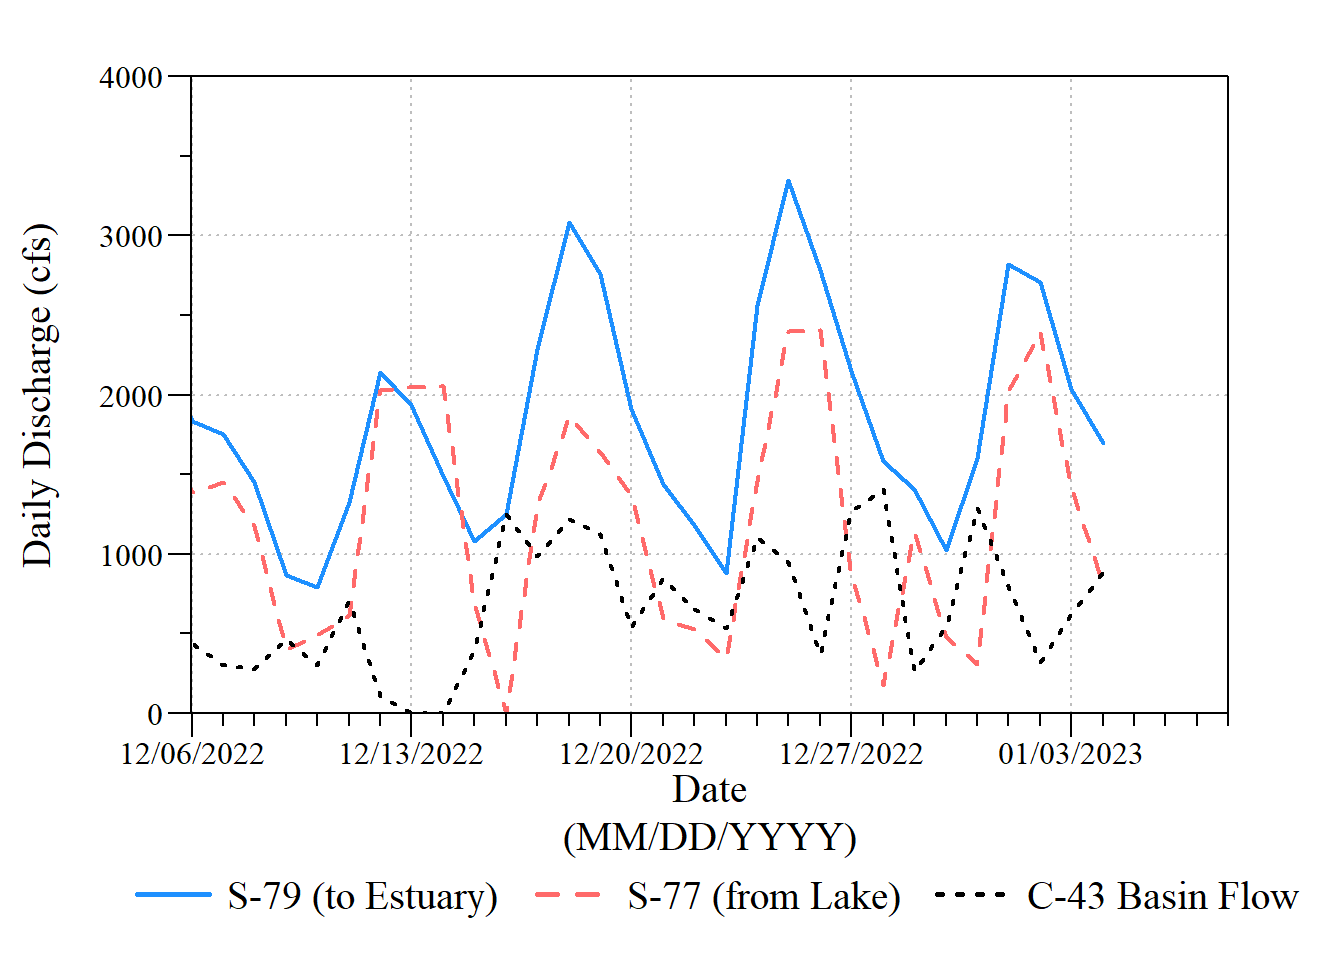 4000
3000
2000
1000
0
Daily Discharge (cfs)
12/06/2022 12/13/2022 12/20/2022 12/27/2022 01/03/2023
Date
(MM/DD/YYYY)
S-79 (to Estuary) S-77 (from Lake) C-43 Basin Flow